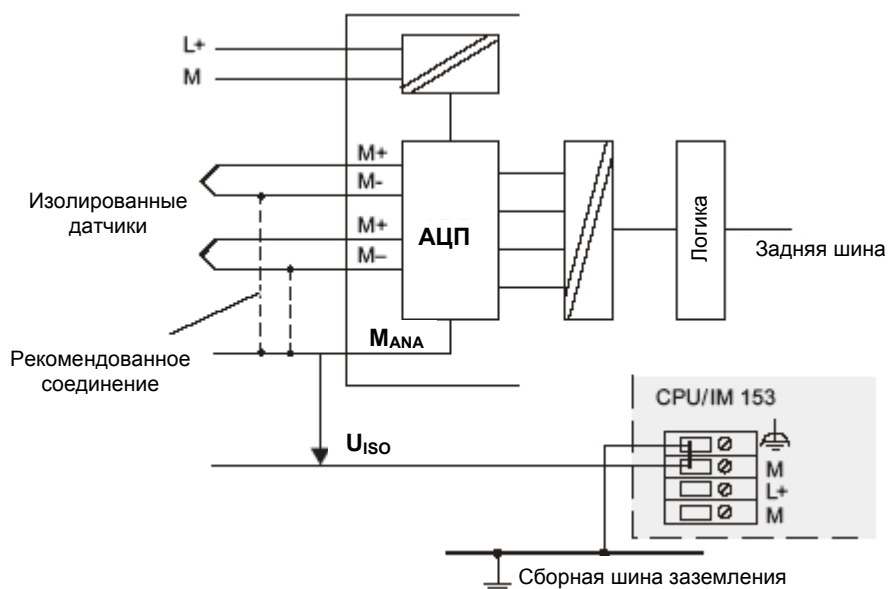 L+
M
M+
M-
Изолированные
датчики
M+
M–
АЦП
Логика
Задняя шина
Рекомендованное
соединение
MANA
UISO
CPU/IM 153
M
L+
M
Сборная шина заземления